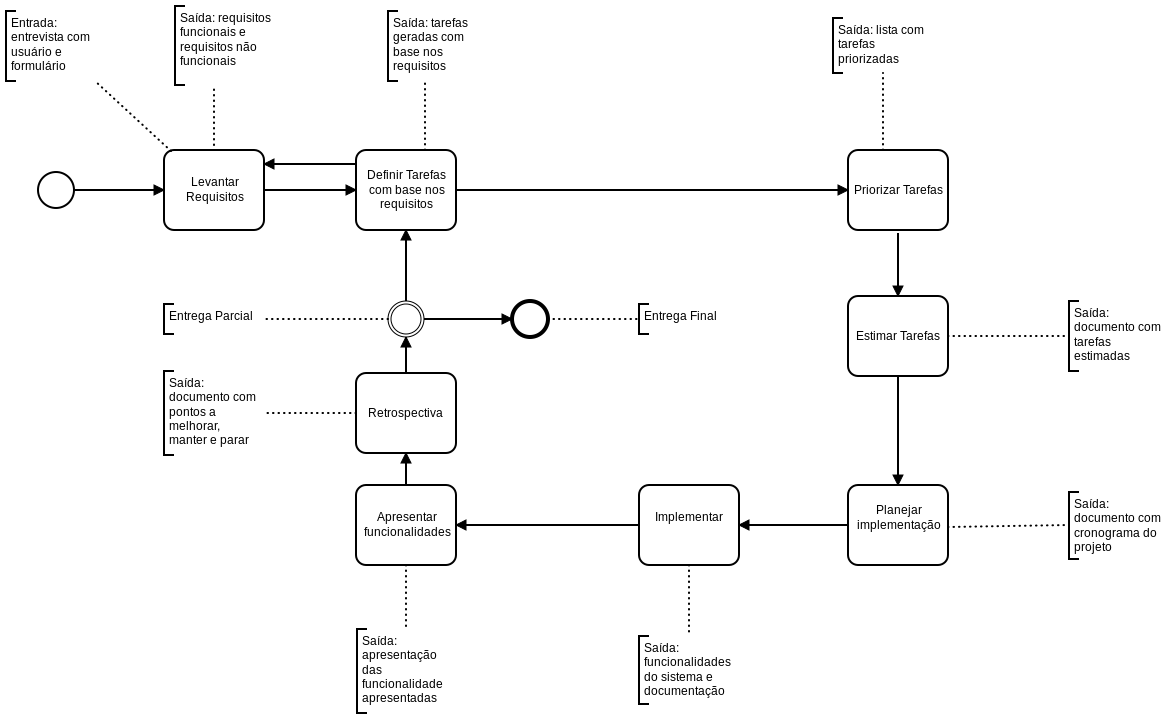 Entrada:
entrevista com
usuário e
formulário
Saída: requisitos
funcionais e
requisitos não
funcionais
Saída: tarefas
geradas com
base nos
requisitos
Saída: lista com
tarefas
priorizadas
Levantar
Requisitos
Definir Tarefas
com base nos
requisitos
Priorizar Tarefas
Entrega Parcial
Entrega Final
Estimar Tarefas
Saída:
documento com
tarefas
estimadas
Saída:
documento com
pontos a
melhorar,
manter e parar
Retrospectiva
Apresentar
funcionalidades
Implementar
Planejar
implementação
Saída:
documento com
cronograma do
projeto
Saída:
apresentação
das
funcionalidade
apresentadas
Saída:
funcionalidades
do sistema e
documentação